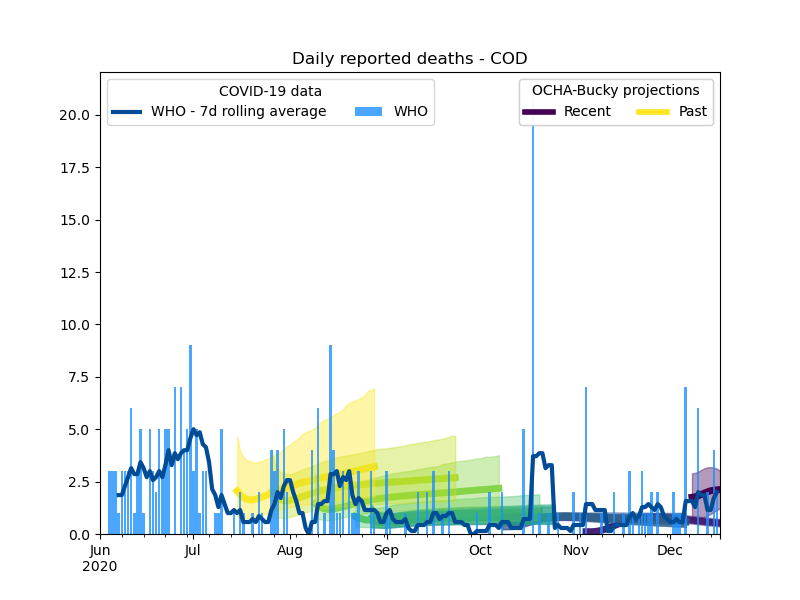 Daily reported deaths - COD
COVID-19 data
WHO - 7d rolling average WHO
OCHA-Bucky projections
Recent Past
20.0
17.5
15.0
12.5
10.0
7.5
5.0
2.5
0.0
Jun Jul Aug Sep Oct Nov Dec
2020